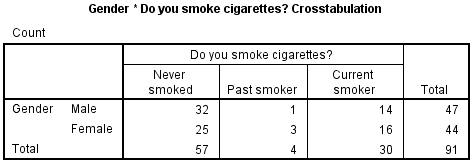 Gender * Do you smoke cigarettes? Crosstabulation
Count
Do you smoke cigarettes?
Never smoked Past smoker Current smoker Total
Gender Male 32 1 14 47
Female 25 3 16 44
Total 57 4 30 91